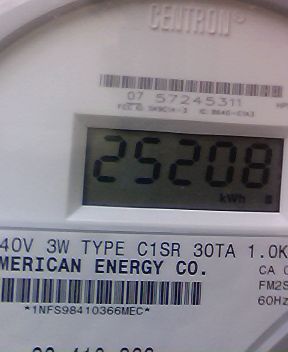 CENTRON®
07 57245311
25208
kWh
40V 3W TYPE C1SR 30TA 1.0K
MERICAN ENERGY CO.
CA 0
FM2S
60Hz
*1NFS98410366MEC*